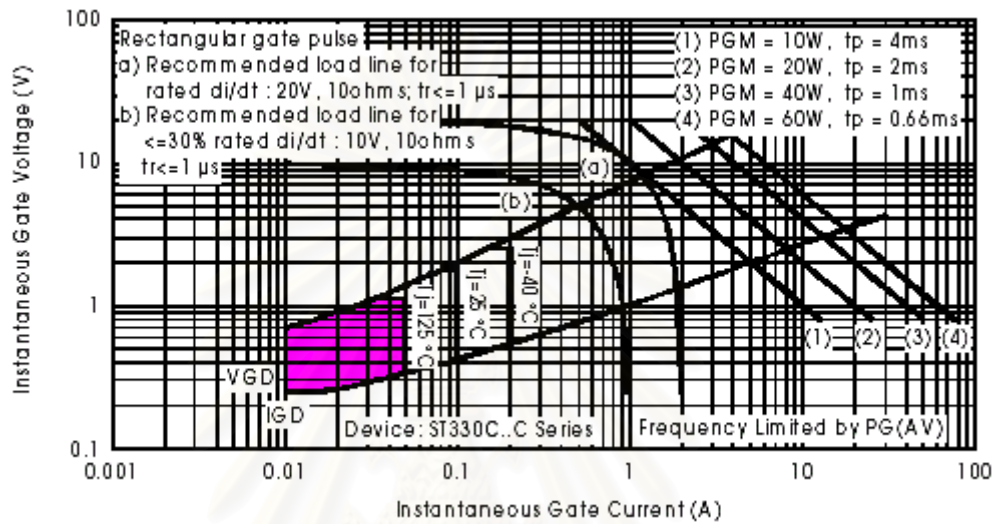 100
10
1
0.1
Instantaneous Gate Voltage (V)
Rectangular gate pulse
a) Recommended load line for
rated di/dt : 20V, 10ohms; tr<=1 µs
b) Recommended load line for
<=30% rated di/dt : 10V, 10ohms
tr<=1 µs
(1) PGM = 10W, tp = 4ms
(2) PGM = 20W, tp = 2ms
(3) PGM = 40W, tp = 1ms
(4) PGM = 60W, tp = 0.66ms
(a)
(b)
Tj=125 °C
Tj=25 °C
Tj=-40 °C
(1)
(2)
(3)
(4)
VGD
IGD
Device: ST330C..C Series
Frequency Limited by PG(AV)
0.001
0.01
0.1
1
10
100
Instantaneous Gate Current (A)